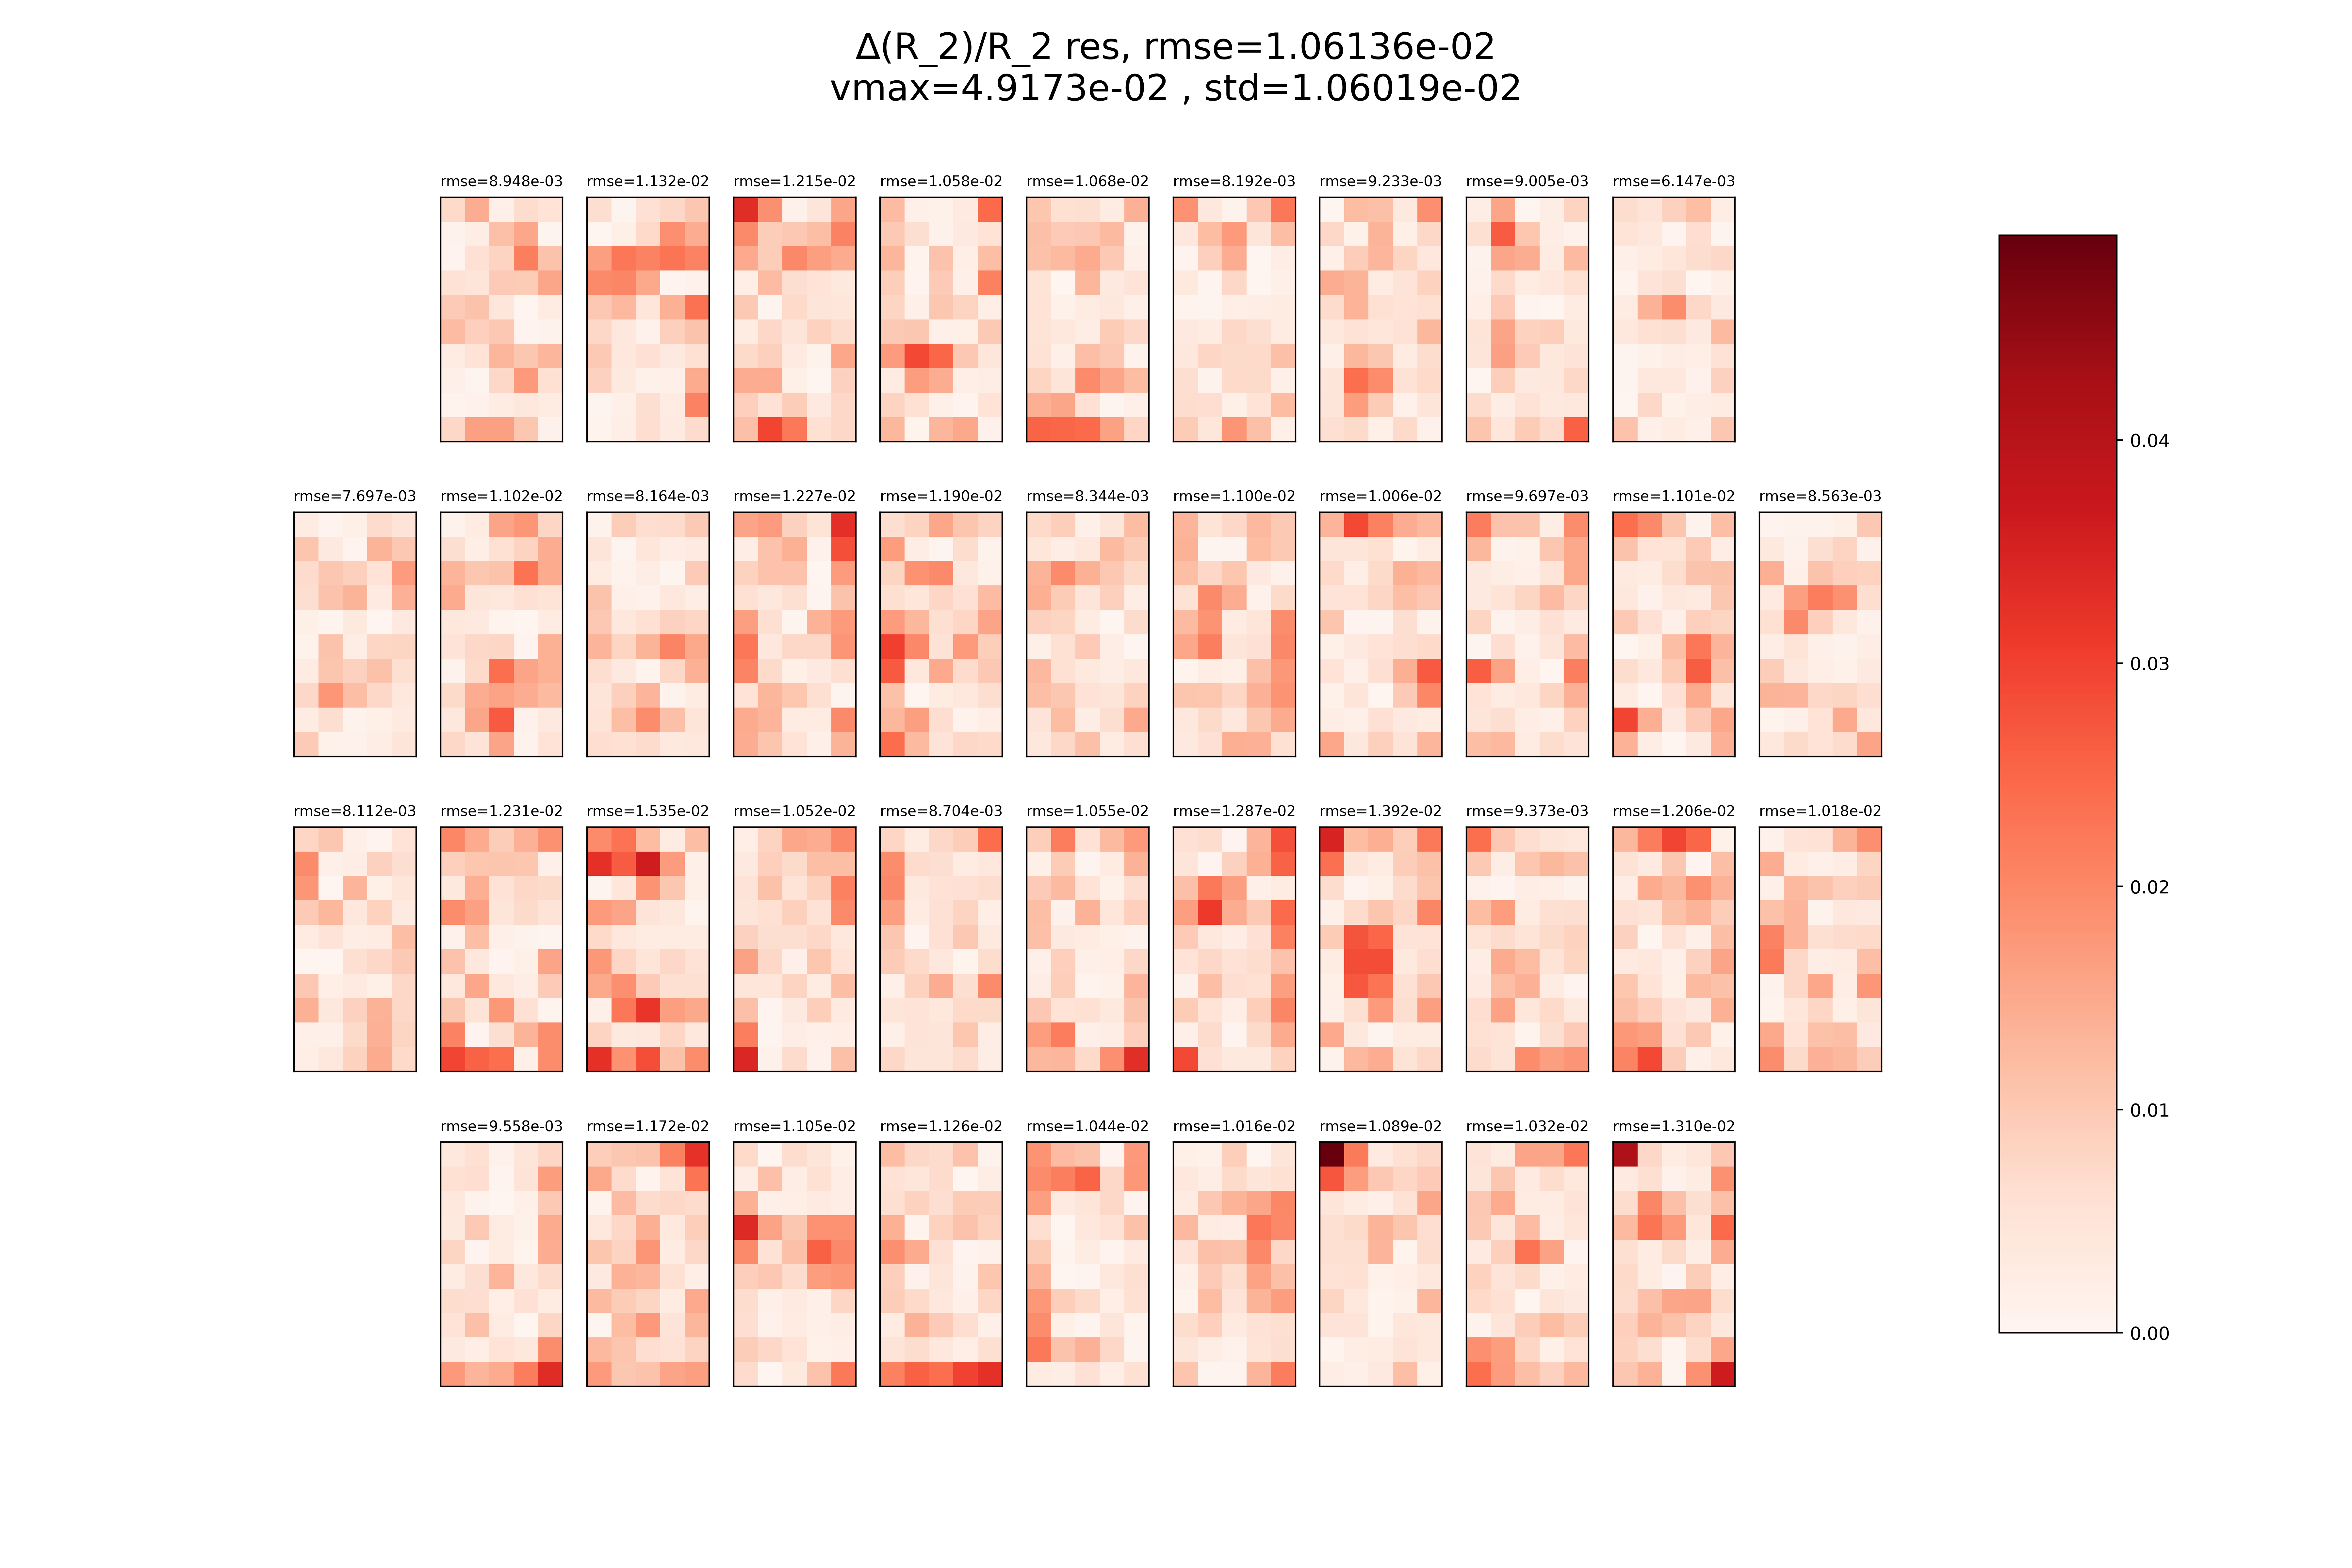 Δ(R_2)/R_2 res, rmse=1.06136e-02
vmax=4.9173e-02 , std=1.06019e-02
rmse=8.948e-03 rmse=1.132e-02 rmse=1.215e-02 rmse=1.058e-02 rmse=1.068e-02 rmse=8.192e-03 rmse=9.233e-03 rmse=9.005e-03 rmse=6.147e-03
rmse=7.697e-03 rmse=1.102e-02 rmse=8.164e-03 rmse=1.227e-02 rmse=1.190e-02 rmse=8.344e-03 rmse=1.100e-02 rmse=1.006e-02 rmse=9.697e-03 rmse=1.101e-02 rmse=8.563e-03
rmse=8.112e-03 rmse=1.231e-02 rmse=1.535e-02 rmse=1.052e-02 rmse=8.704e-03 rmse=1.055e-02 rmse=1.287e-02 rmse=1.392e-02 rmse=9.373e-03 rmse=1.206e-02 rmse=1.018e-02
rmse=9.558e-03 rmse=1.172e-02 rmse=1.105e-02 rmse=1.126e-02 rmse=1.044e-02 rmse=1.016e-02 rmse=1.089e-02 rmse=1.032e-02 rmse=1.310e-02
0.04
0.03
0.02
0.01
0.00